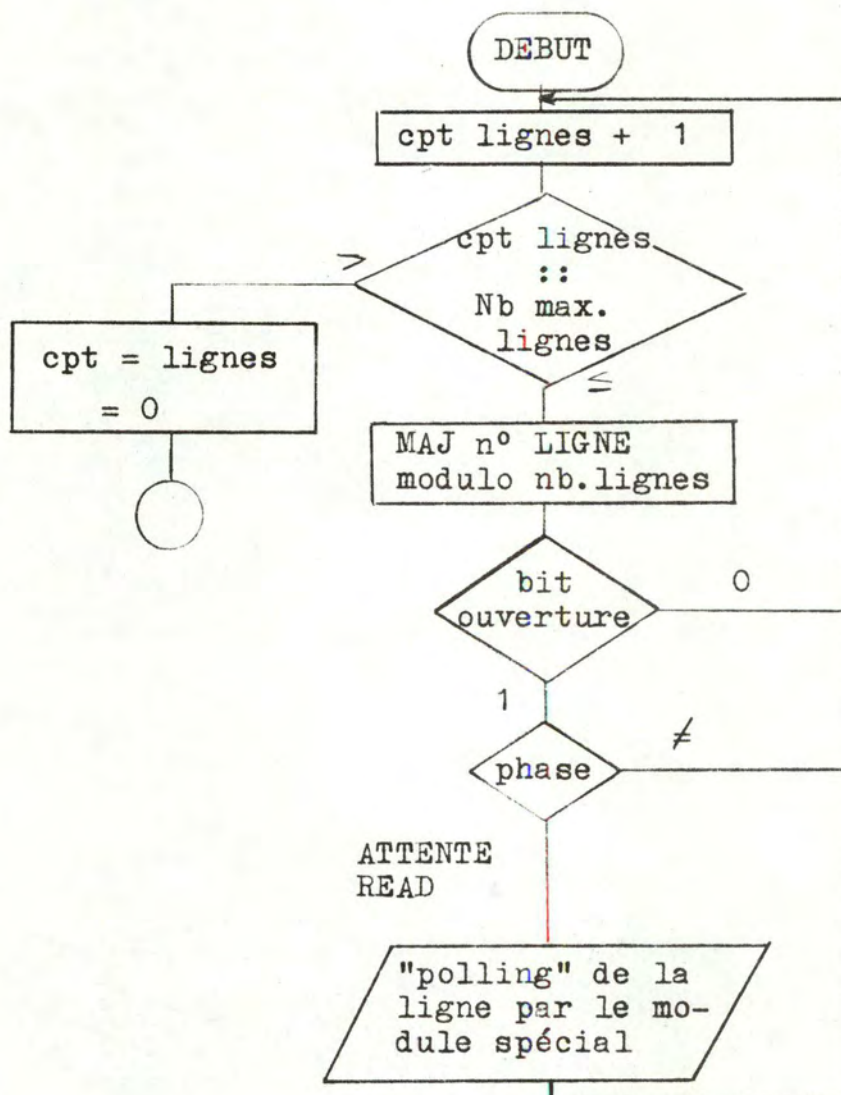 DEBUT
cpt lignes + 1
cpt lignes
::
Nb max.
lignes
>
≤
cpt = lignes
= 0
MAJ n° LIGNE
modulo nb.lignes
bit
ouverture
0
1
phase
≠
ATTENTE
READ
"polling" de la
ligne par le mo-
dule spécial